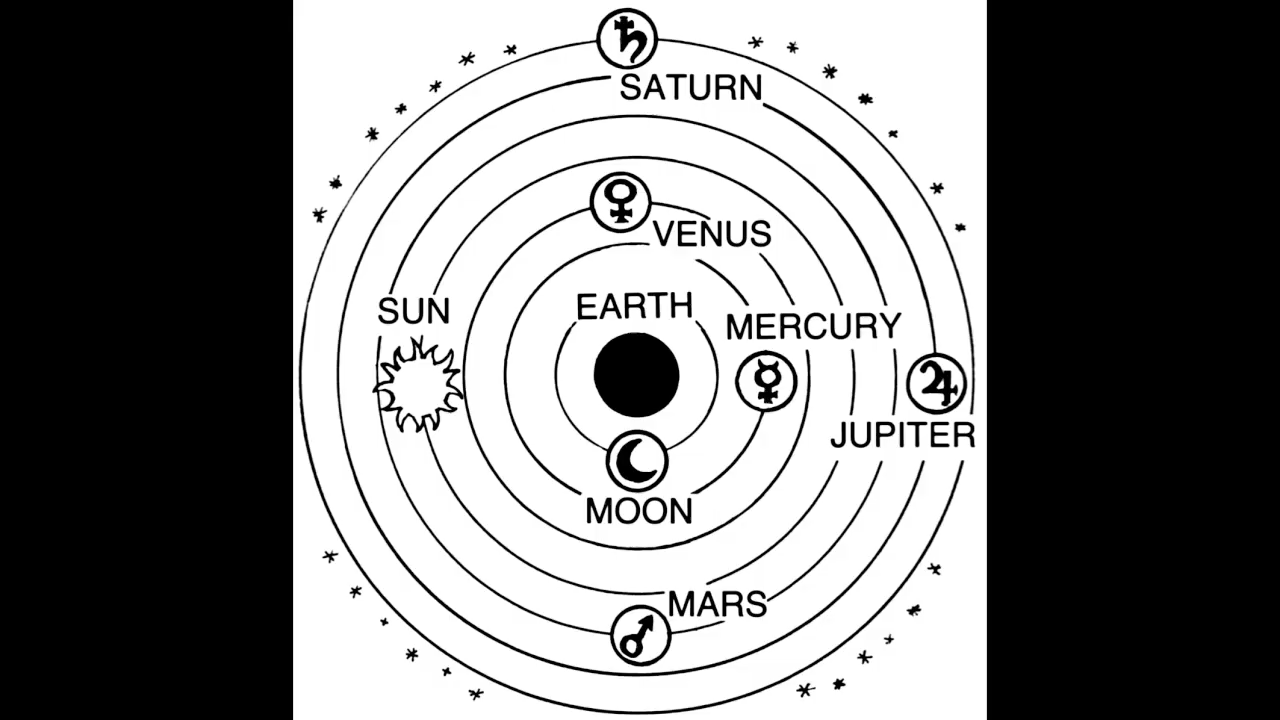 SATURN
VENUS
SUN
EARTH
MERCURY
JUPITER
MOON
MARS